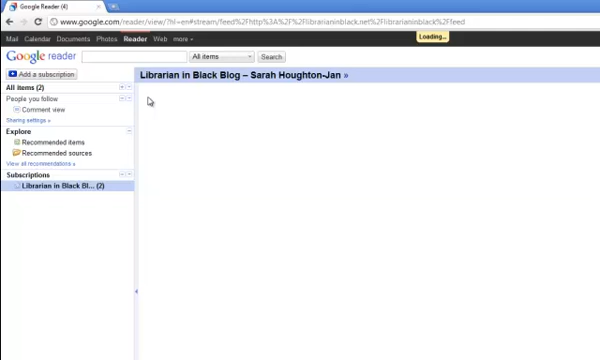 Google Reader (4)
www.google.com/reader/view/?hl=en#stream/feed%2Fhttp%3A%2F%2Flibrarianinblack.net%2Flibrarianinblack%2Ffeed
Mail Calendar Documents Photos Reader Web more
Loading...
Google reader All items Search
Add a subscription
Librarian in Black Blog – Sarah Houghton-Jan »
All items (2)
People you follow
Comment view
Sharing settings »
Explore
Recommended items
Recommended sources
View all recommendations »
Subscriptions
Librarian in Black Bl... (2)